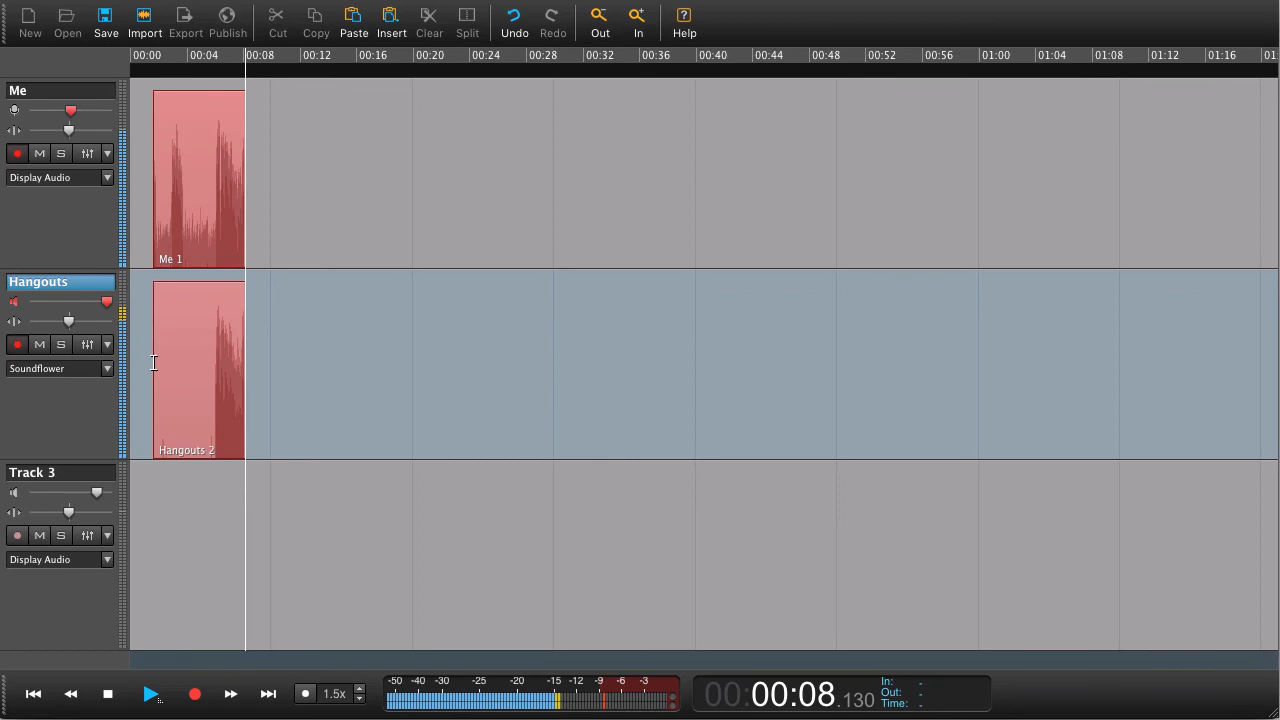 New Open Save Import Export Publish Cut Copy Paste Insert Clear Split Undo Redo Out In Help
00:00 00:04 00:08 00:12 00:16 00:20 00:24 00:28 00:32 00:36 00:40 00:44 00:48 00:52 00:56 01:00 01:04 01:08 01:12 01:16 01:
Me
M S
Display Audio
Me 1
Hangouts
M S
Soundflower
Hangouts 2
Track 3
M S
Display Audio
1.5x
-50 -40 -30 -25 -20 -15 -12 -9 -6 -3
00:00:08.130
In: -
Out: -
Time: -